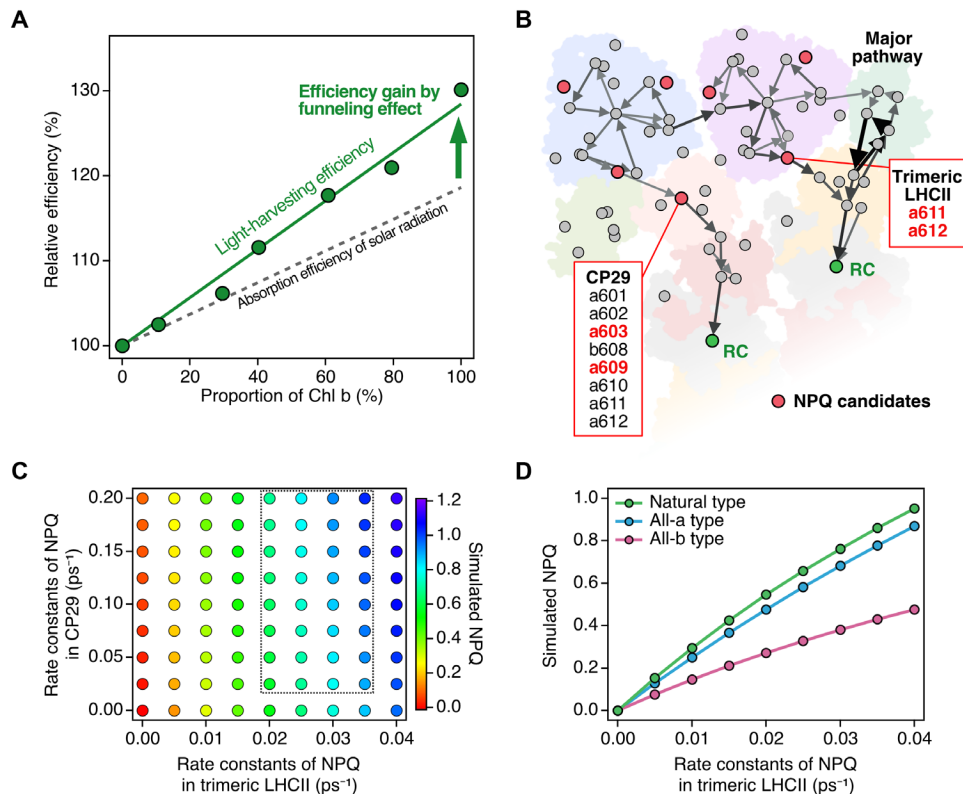 A
Relative efficiency (%)
130
120
110
100
Efficiency gain by
funneling effect
Light-harvesting efficiency
Absorption efficiency of solar radiation
0
20
40
60
80
100
Proportion of Chl b (%)
B
Major
pathway
Trimeric
LHCII
a611
a612
CP29
a601
a602
a603
b608
a609
a610
a611
a612
RC
RC
NPQ candidates
C
Rate constants of NPQ
in CP29 (ps⁻¹)
0.20
0.15
0.10
0.05
0.00
0.00
0.01
0.02
0.03
0.04
Rate constants of NPQ
in trimeric LHCII (ps⁻¹)
1.2
1.0
0.8
0.6
0.4
0.2
0.0
Simulated NPQ
D
Simulated NPQ
1.0
0.8
0.6
0.4
0.2
0.0
Natural type
All-a type
All-b type
0.00
0.01
0.02
0.03
0.04
Rate constants of NPQ
in trimeric LHCII (ps⁻¹)